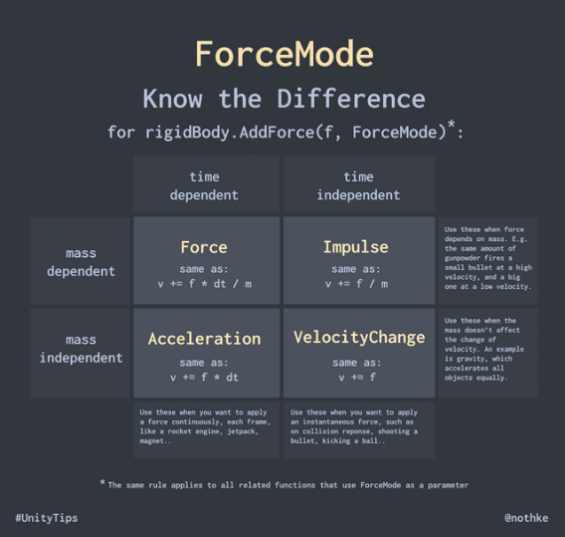 ForceMode
Know the Difference
for rigidBody.AddForce(f, ForceMode)*:
time
dependent
time
independent
mass
dependent
Force
same as:
v += f * dt / m
Impulse
same as:
v += f / m
Use these when force
depends on mass. E.g.
the same amount of
gunpowder fires a
small bullet at a high
velocity, and a big
one at a low velocity.
mass
independent
Acceleration
same as:
v += f * dt
VelocityChange
same as:
v += f
Use these when the
mass doesn't affect
the change of
velocity. An example
is gravity, which
accelerates all
objects equally.
Use these when you want to apply
a force continuously, each frame,
like a rocket engine, jetpack,
magnet..
Use these when you want to apply
an instantaneous force, such as
on collision reponse, shooting a
bullet, kicking a ball..
* The same rule applies to all related functions that use ForceMode as a parameter
#UnityTips
@nothke